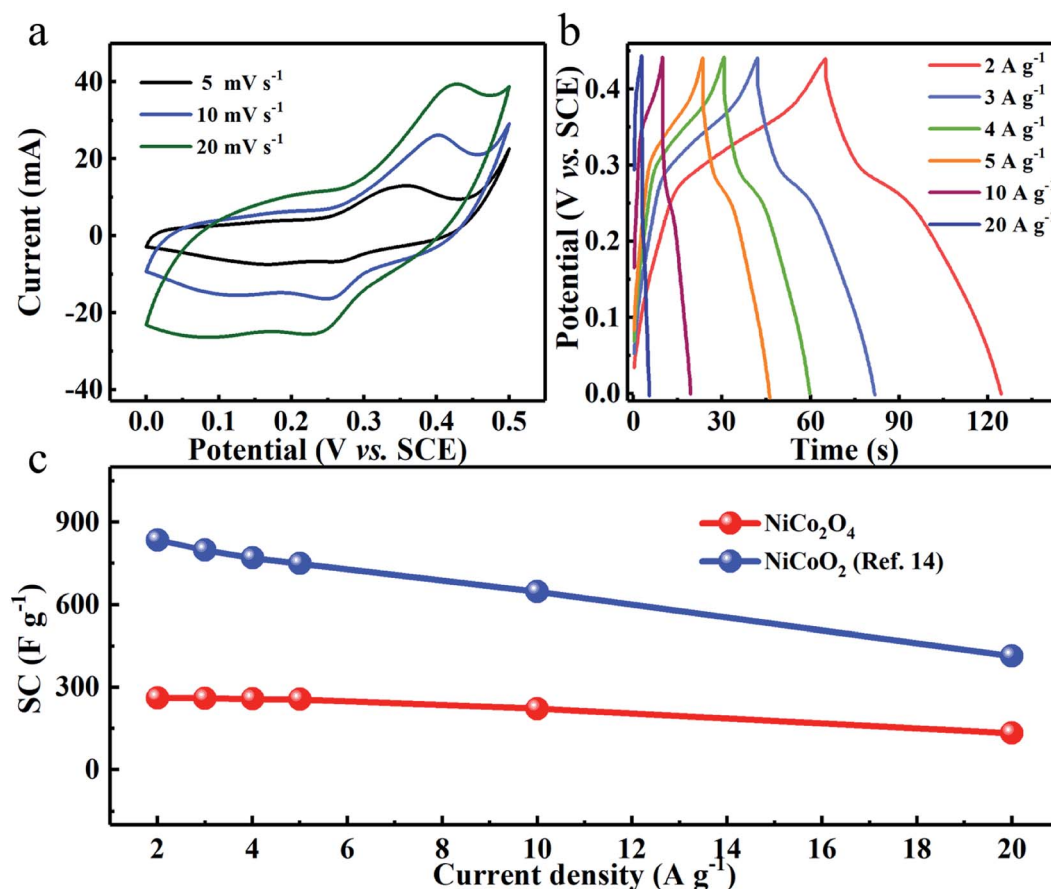 a
40
20
0
-20
-40
Current (mA)
5 mV s⁻¹
10 mV s⁻¹
20 mV s⁻¹
0.0 0.1 0.2 0.3 0.4 0.5
Potential (V vs. SCE)
b
0.4
0.3
0.2
0.1
0.0
Potential (V vs. SCE)
2 A g⁻¹
3 A g⁻¹
4 A g⁻¹
5 A g⁻¹
10 A g⁻¹
20 A g⁻¹
0 30 60 90 120
Time (s)
c
900
600
300
0
SC (F g⁻¹)
NiCo₂O₄
NiCoO₂ (Ref. 14)
2 4 6 8 10 12 14 16 18 20
Current density (A g⁻¹)